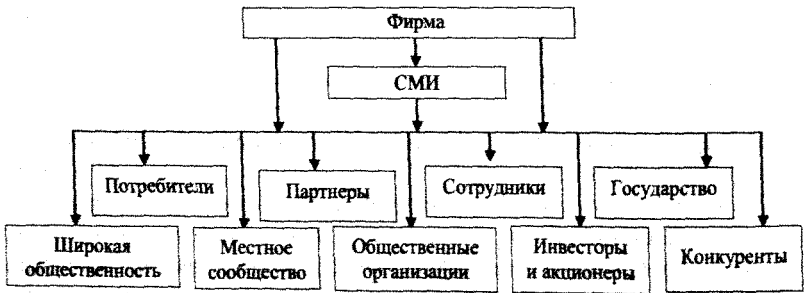 Фирма
СМИ
Потребители
Партнеры
Сотрудники
Государство
Широкая
общественность
Местное
сообщество
Общественные
организации
Инвесторы
и акционеры
Конкуренты